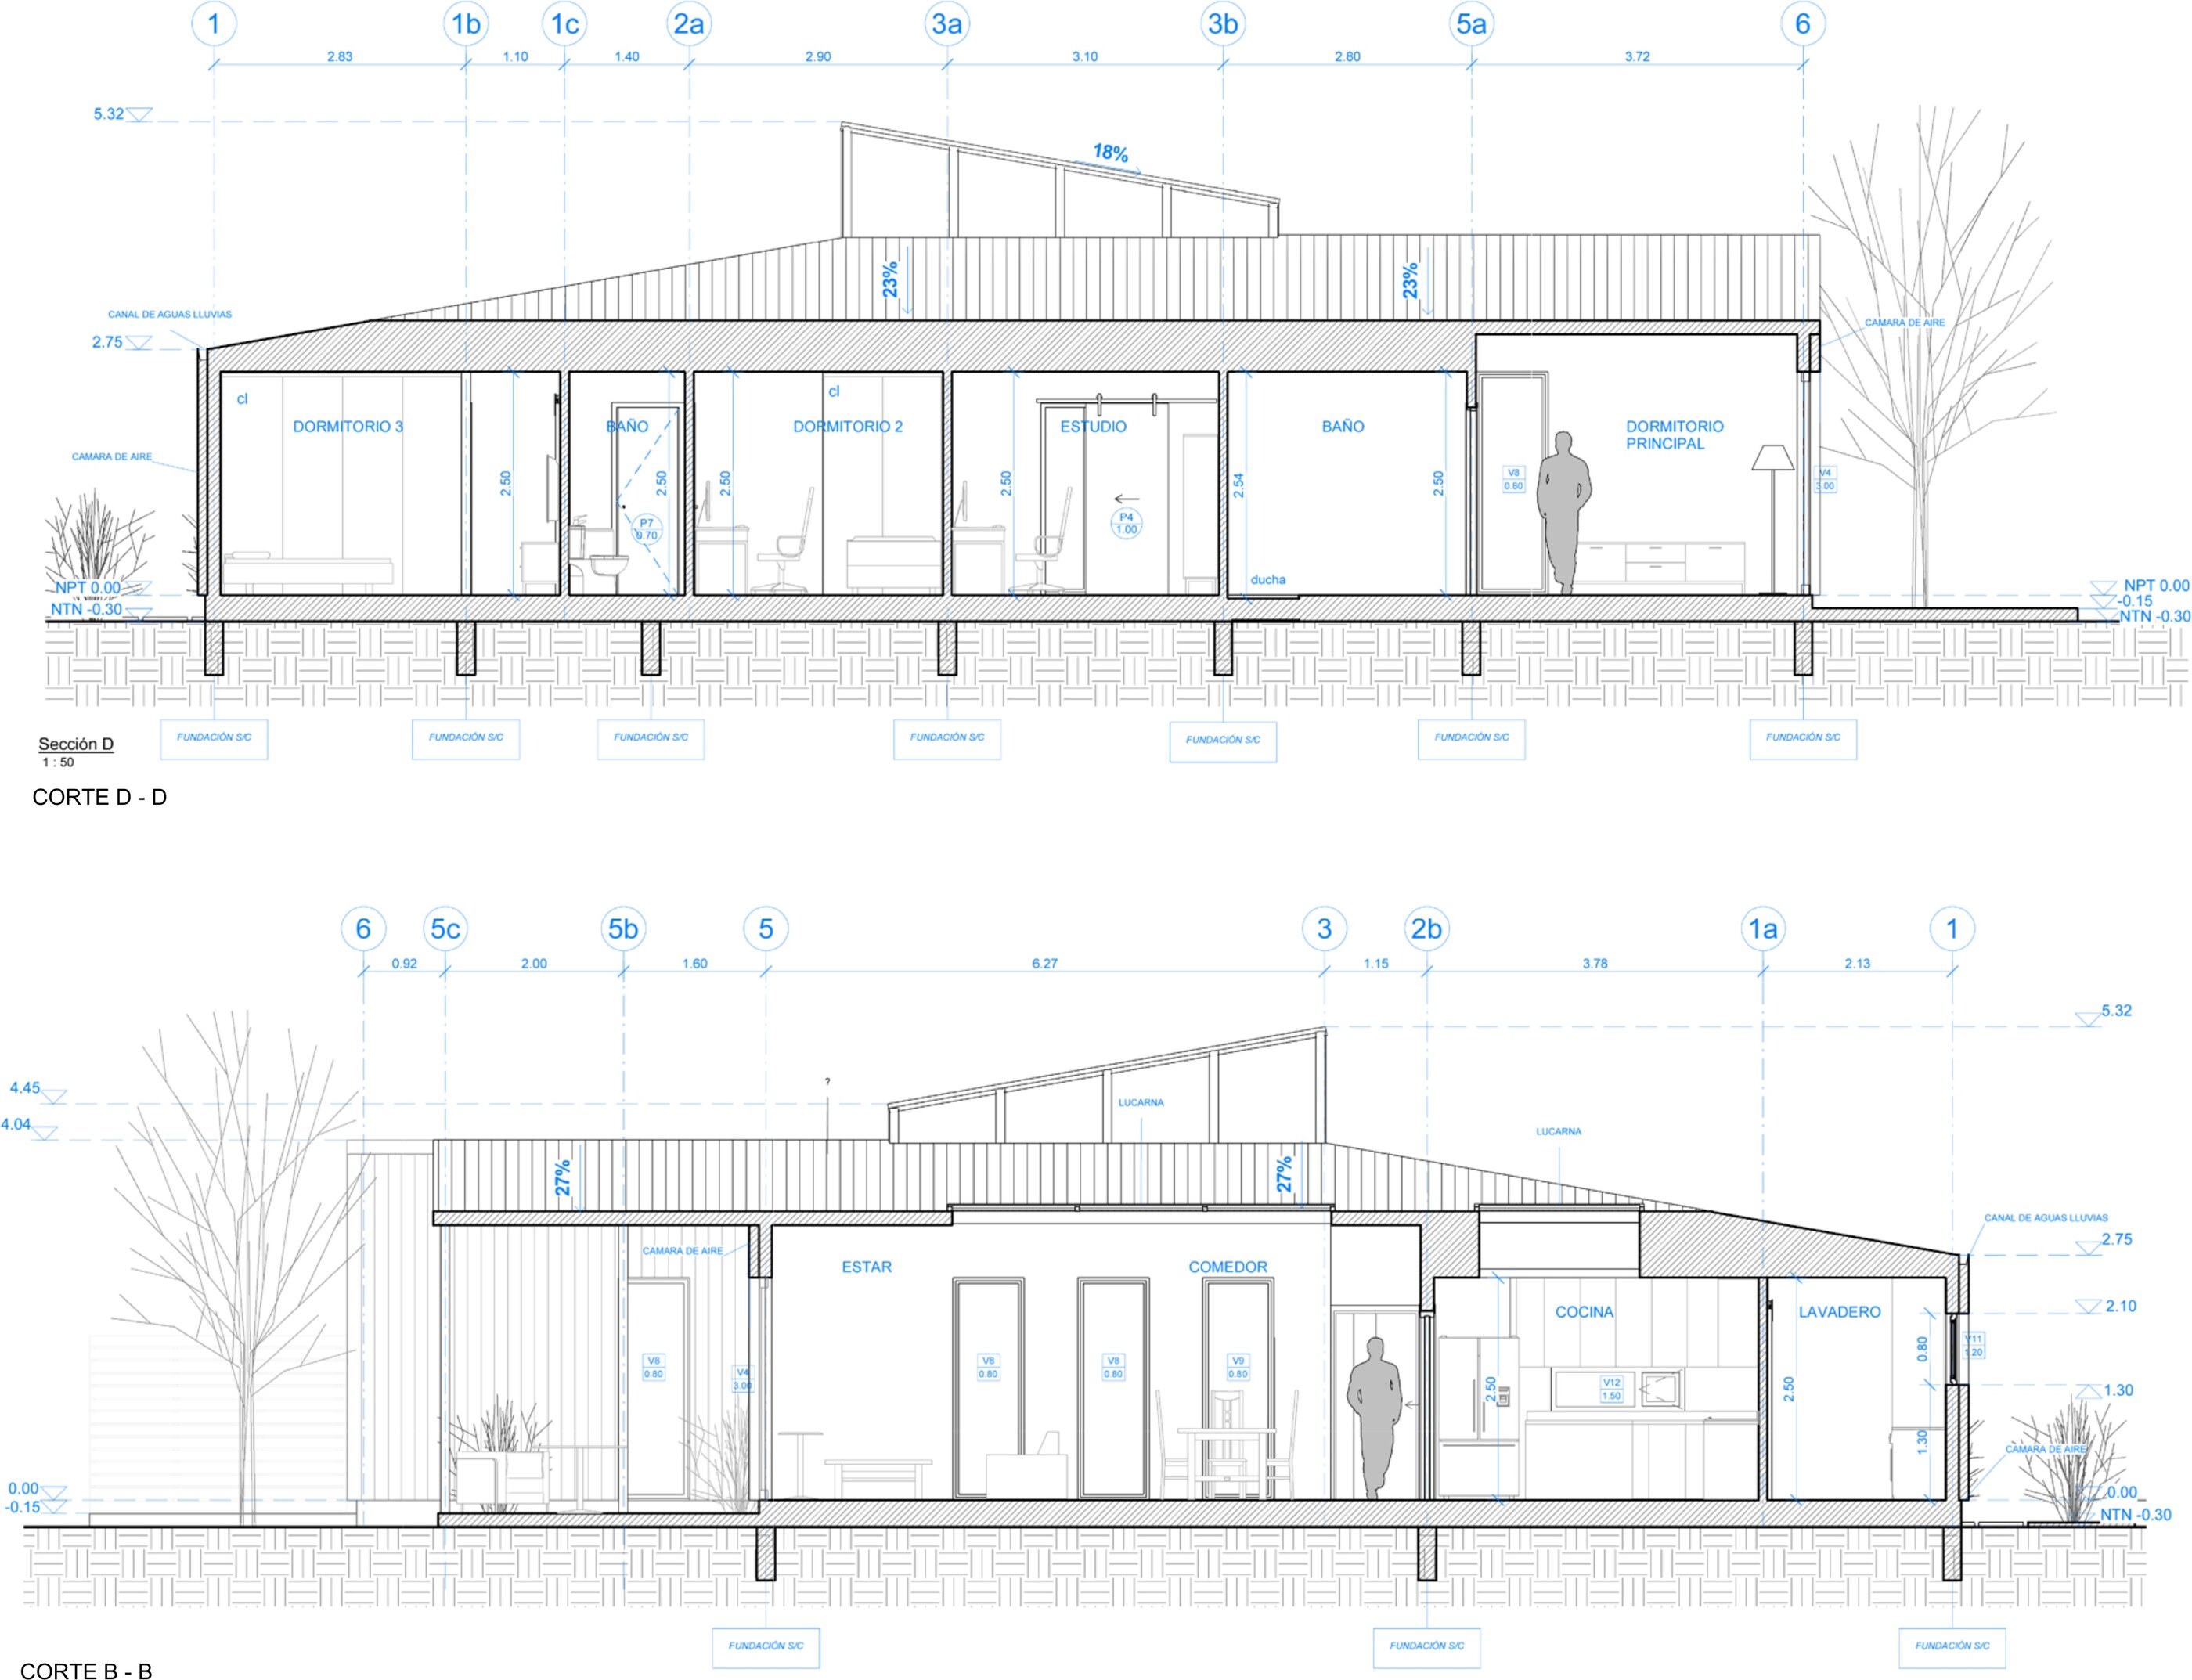 1 1b 1c 2a 3a 3b 5a 6
2.83 1.10 1.40 2.90 3.10 2.80 3.72
5.32
18%
23% 23%
CANAL DE AGUAS LLUVIAS
CAMARA DE AIRE
2.75
cl cl
DORMITORIO 3 BAÑO DORMITORIO 2 ESTUDIO BAÑO DORMITORIO
PRINCIPAL
CAMARA DE AIRE
2.50 2.50 2.50 2.50 2.54 2.50
V8
0.80
V4
3.00
P7
0.70
P4
1.00
ducha
NPT 0.00
NTN -0.30
NPT 0.00
-0.15
NTN -0.30
FUNDACIÓN S/C FUNDACIÓN S/C FUNDACIÓN S/C FUNDACIÓN S/C FUNDACIÓN S/C FUNDACIÓN S/C FUNDACIÓN S/C
Sección D
1 : 50
CORTE D - D
6 5c 5b 5 3 2b 1a 1
0.92 2.00 1.60 6.27 1.15 3.78 2.13
5.32
?
4.45
LUCARNA
4.04
LUCARNA
27% 27%
CANAL DE AGUAS LLUVIAS
2.75
CAMARA DE AIRE
ESTAR COMEDOR
COCINA LAVADERO
2.10
V8
0.80
V4
3.00
V8
0.80
V8
0.80
V9
0.80
2.50
V12
1.50
2.50
0.80
V11
1.20
1.30
1.30
CAMARA DE AIRE
0.00
-0.15
0.00
NTN -0.30
FUNDACIÓN S/C FUNDACIÓN S/C FUNDACIÓN S/C
CORTE B - B